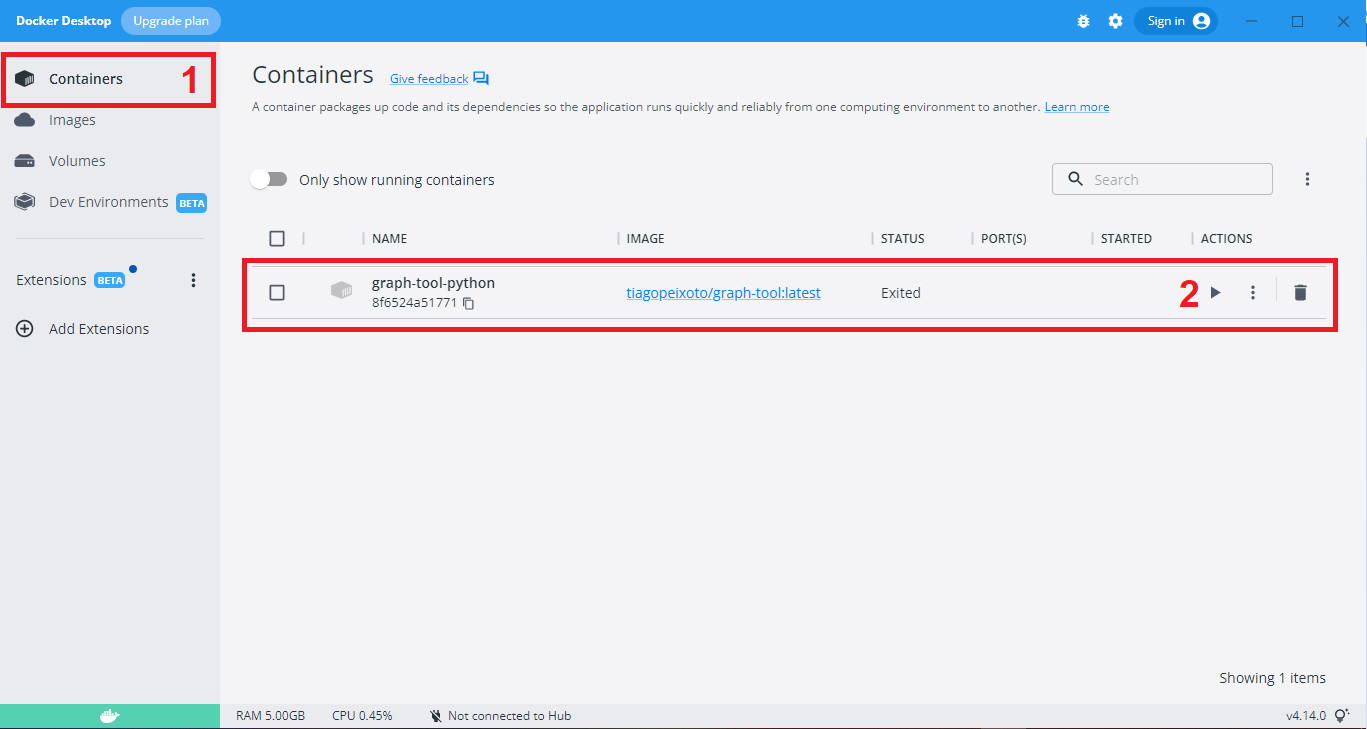 Docker Desktop Upgrade plan Sign in
Containers 1
Images
Volumes
Dev Environments BETA
Extensions BETA
Add Extensions
Containers Give feedback
A container packages up code and its dependencies so the application runs quickly and reliably from one computing environment to another. Learn more
Only show running containers Search
NAME IMAGE STATUS PORT(S) STARTED ACTIONS
graph-tool-python tiagopeixoto/graph-tool:latest Exited 2
8f6524a51771
Showing 1 items
RAM 5.00GB CPU 0.45% Not connected to Hub v4.14.0